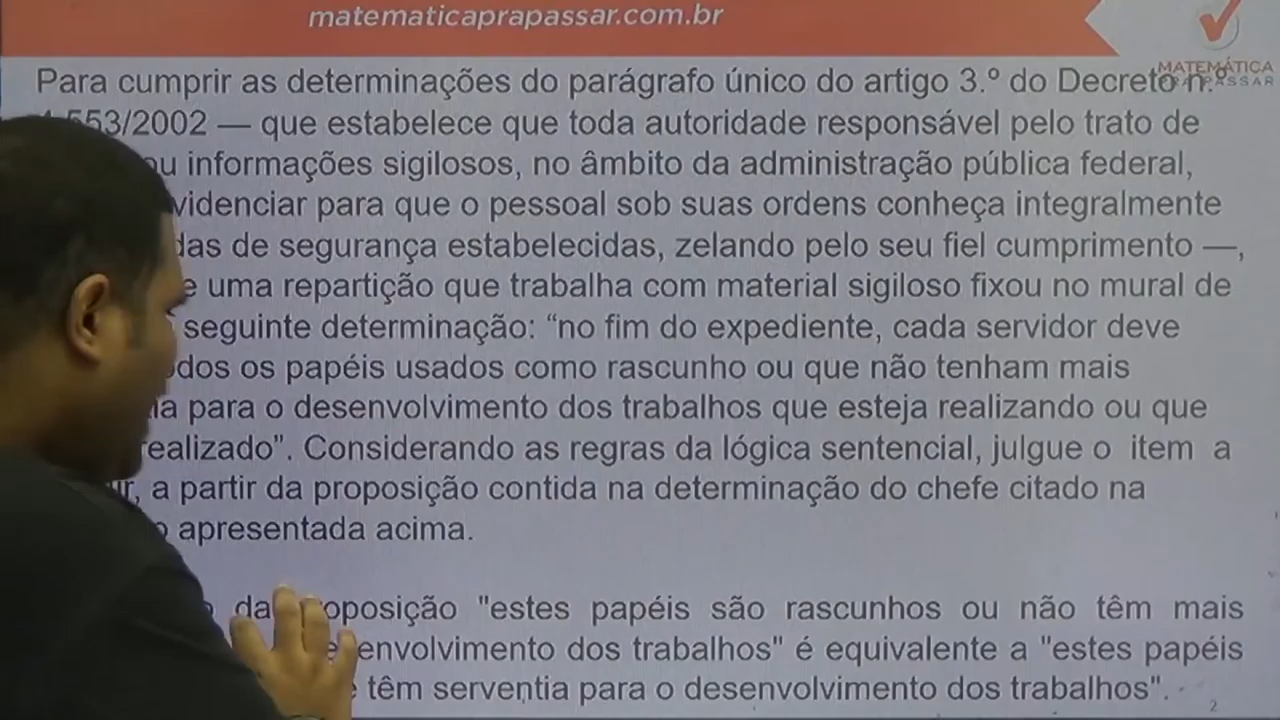 matematicaprapassar.com.br
MATEMÁTICA
PRAPASSAR
Para cumprir as determinações do parágrafo único do artigo 3.º do Decreto n.º
553/2002 — que estabelece que toda autoridade responsável pelo trato de
ou informações sigilosos, no âmbito da administração pública federal,
para que o pessoal sob suas ordens conheça integralmente
de segurança estabelecidas, zelando pelo seu fiel cumprimento —,
uma repartição que trabalha com material sigiloso fixou no mural de
seguinte determinação: “no fim do expediente, cada servidor deve
os papéis usados como rascunho ou que não tenham mais
para o desenvolvimento dos trabalhos que esteja realizando ou que
realizado". Considerando as regras da lógica sentencial, julgue o item a
a partir da proposição contida na determinação do chefe citado na
apresentada acima.
da proposição "estes papéis são rascunhos ou não têm mais
desenvolvimento dos trabalhos" é equivalente a "estes papéis
têm serventia para o desenvolvimento dos trabalhos".
2